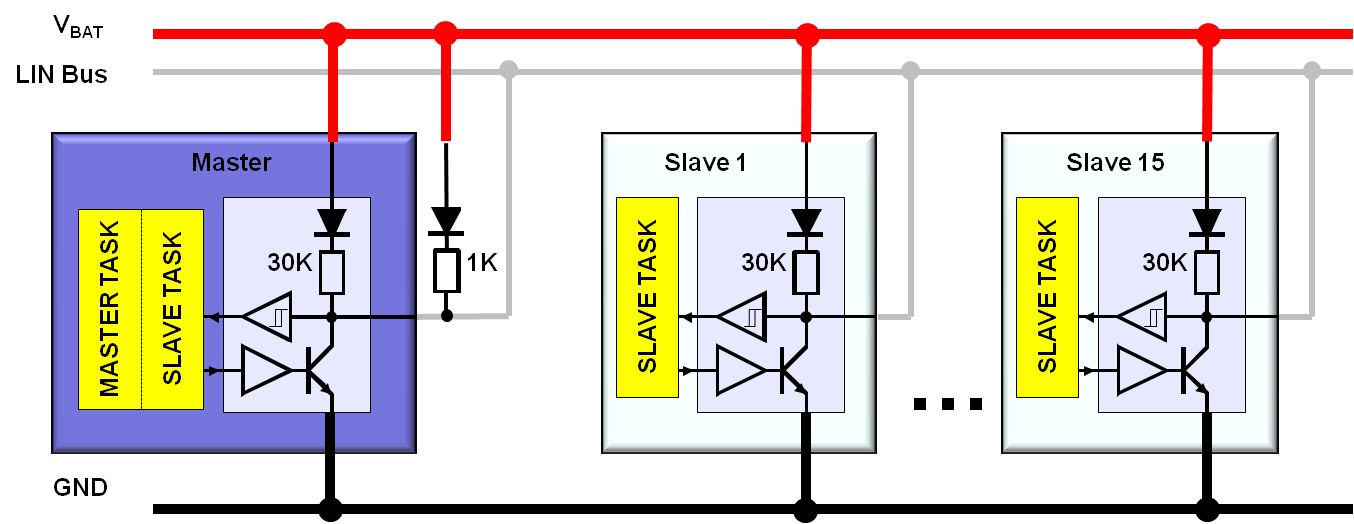 VBAT
LIN Bus
Master
Slave 1
Slave 15
MASTER TASK
SLAVE TASK
30K
1K
SLAVE TASK
30K
SLAVE TASK
30K
...
GND